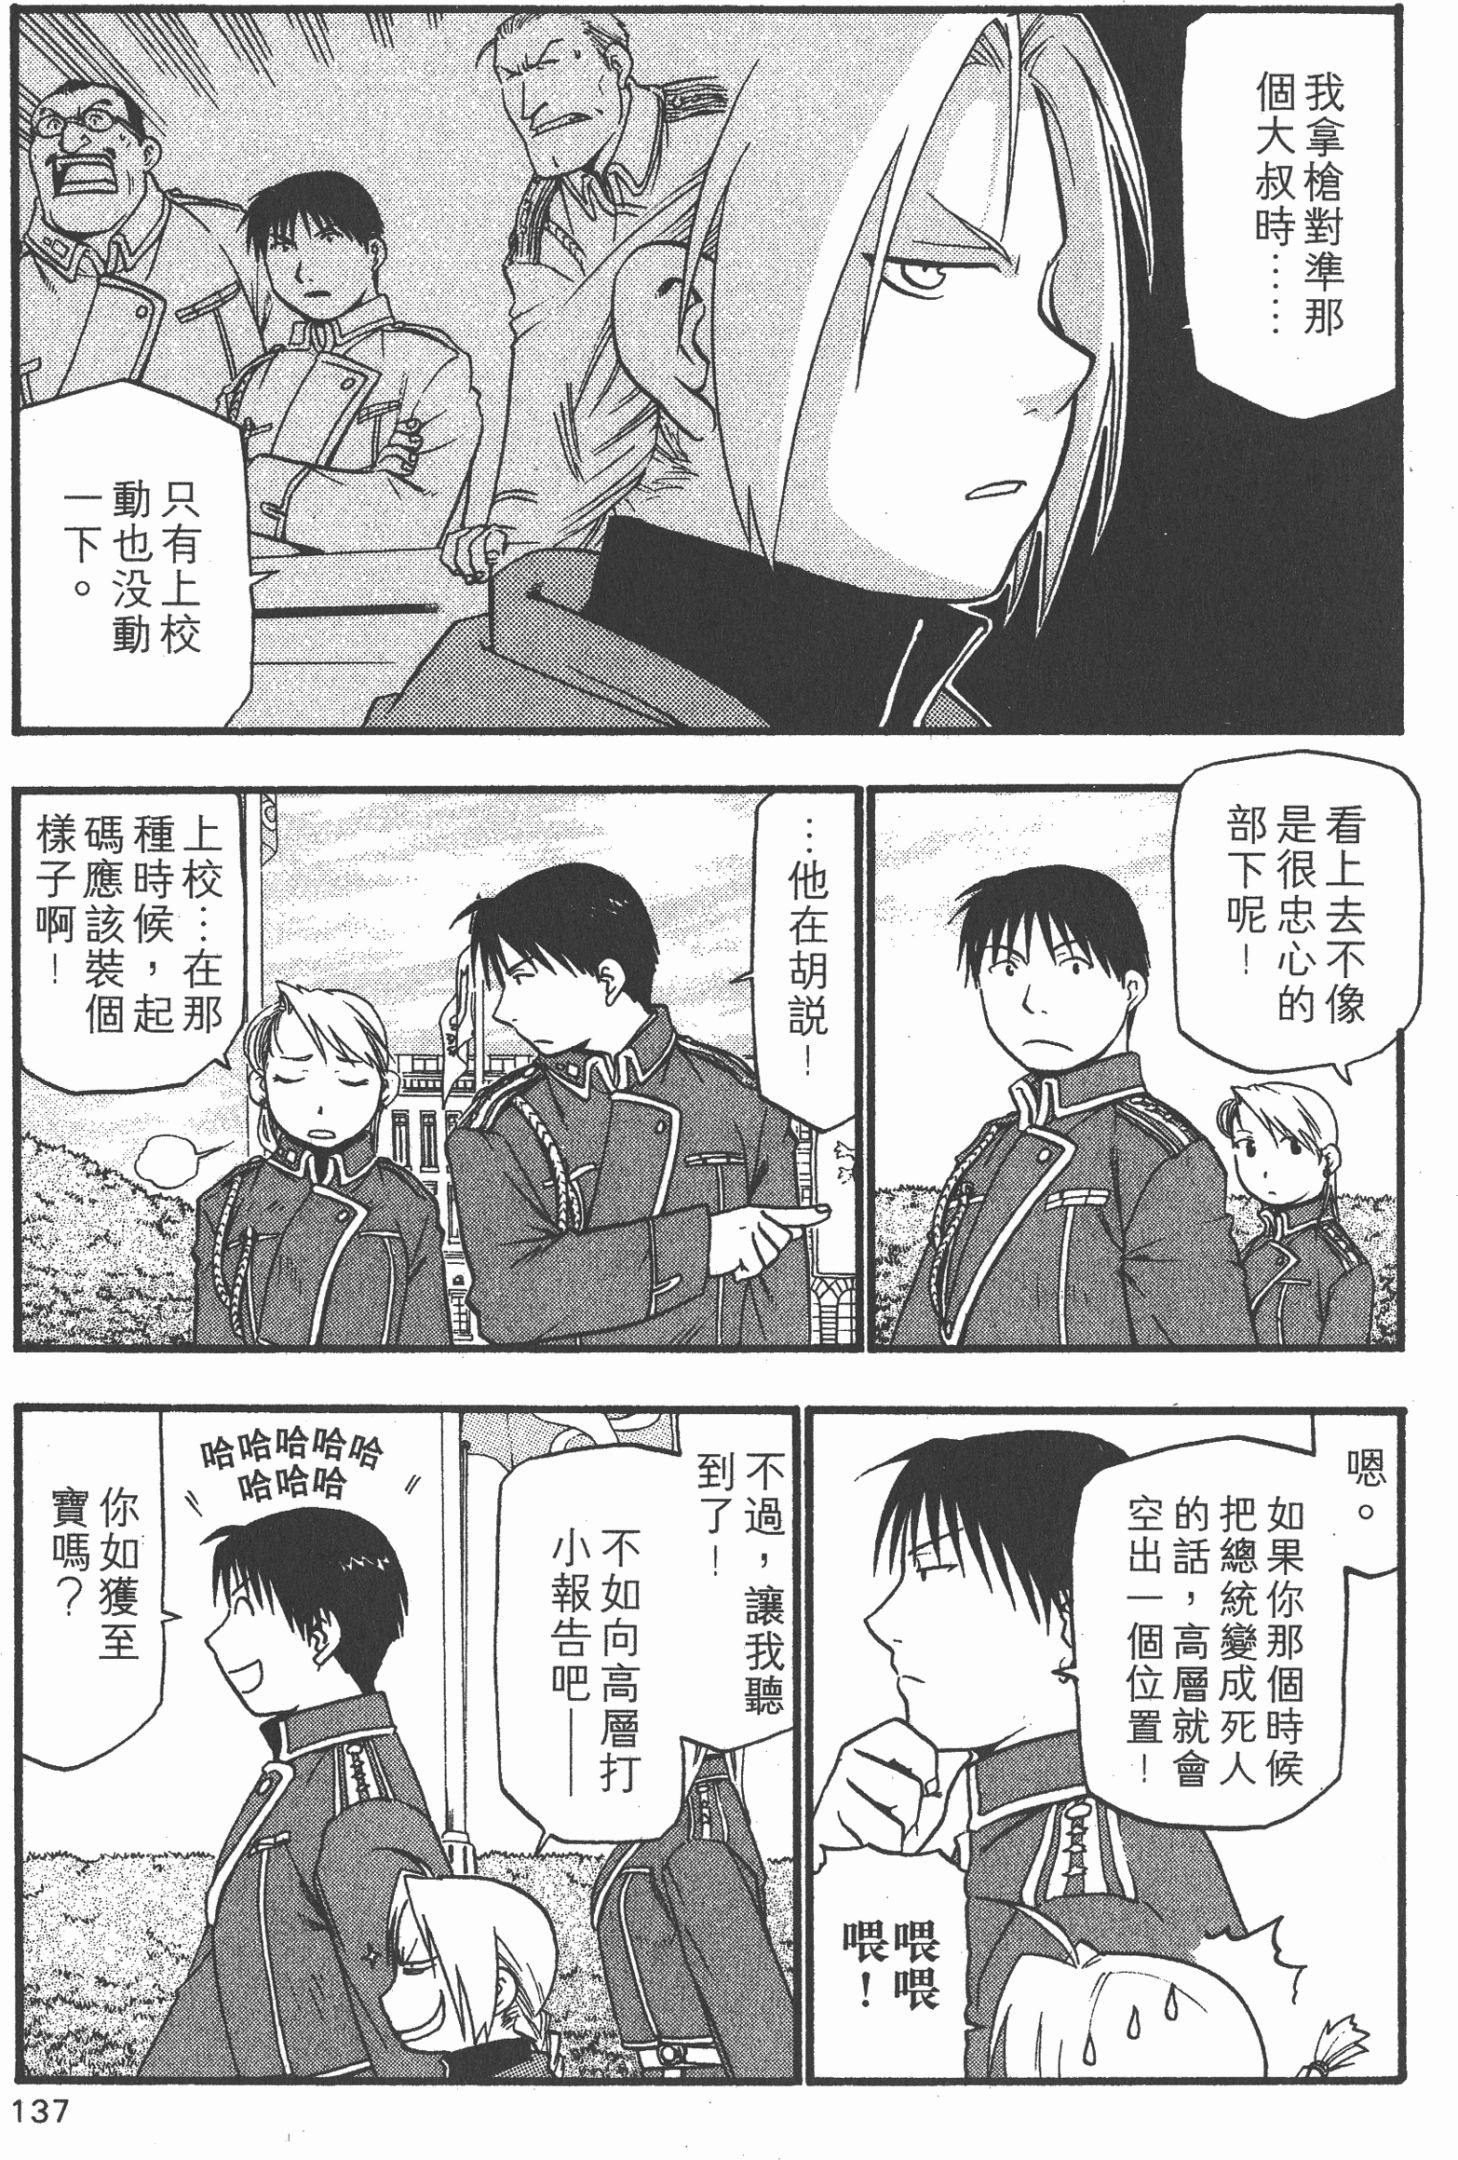 我拿槍對準那
個大叔時……
只有上校
動也没動
一下。
看上去不像
是很忠心的
部下呢！
…他在胡説！
上校…在那
種時候，起
碼應該裝個
樣子啊！
嗯。
如果你那個時候
把總統變成死人
的話，高層就會
空出一個位置！
喂喂
喂！
不過，讓我聽
到了！
不如向高層打
小報告吧——
哈哈哈哈哈
哈哈哈
你如獲至
寶嗎？
137